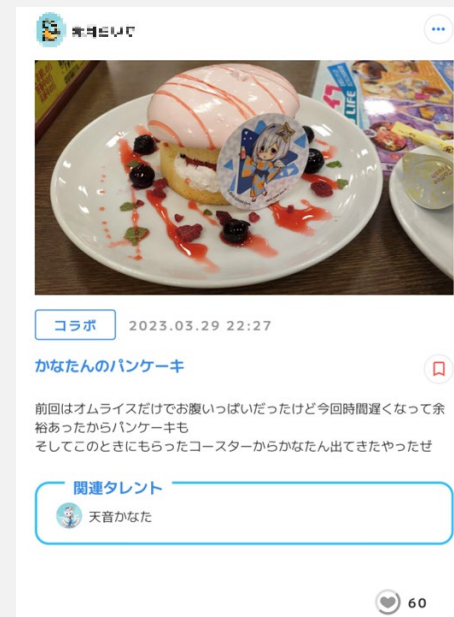 コラボ 2023.03.29 22:27
かなたんのパンケーキ
前回はオムライスだけでお腹いっぱいだったけど今回時間遅くなって余
裕あったからパンケーキも
そしてこのときにもらったコースターからかなたん出てきたやったぜ
関連タレント
天音かなた
60